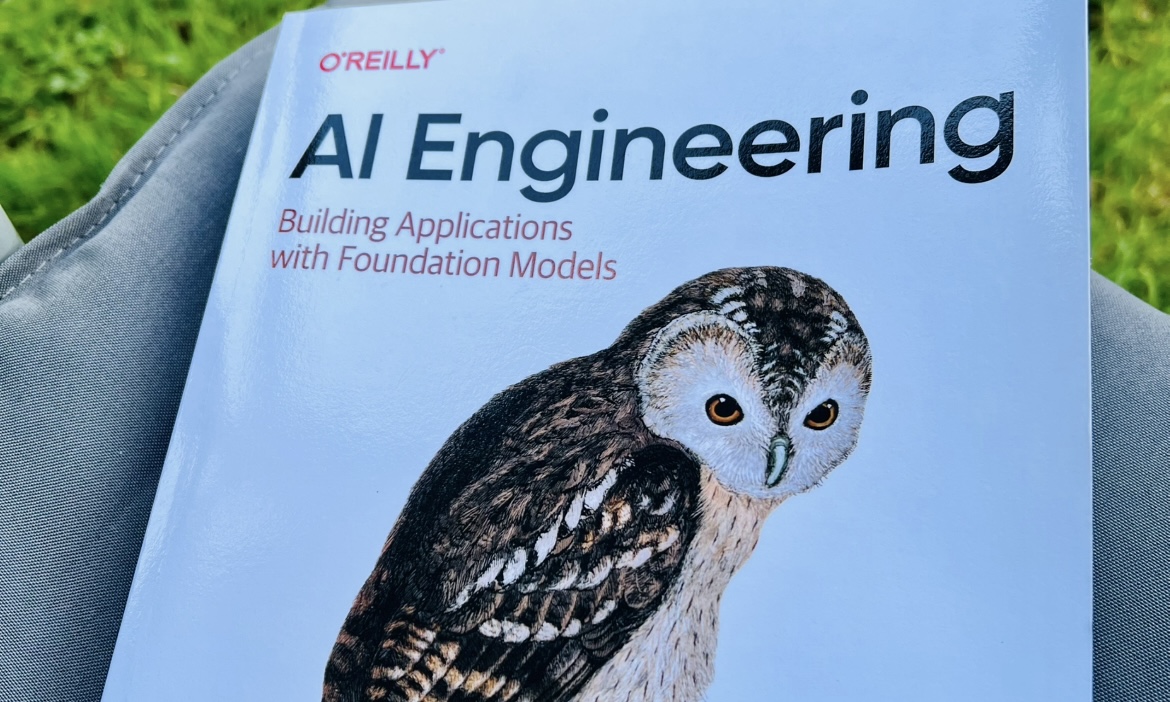 O'REILLY®
AI Engineering
Building Applications
with Foundation Models